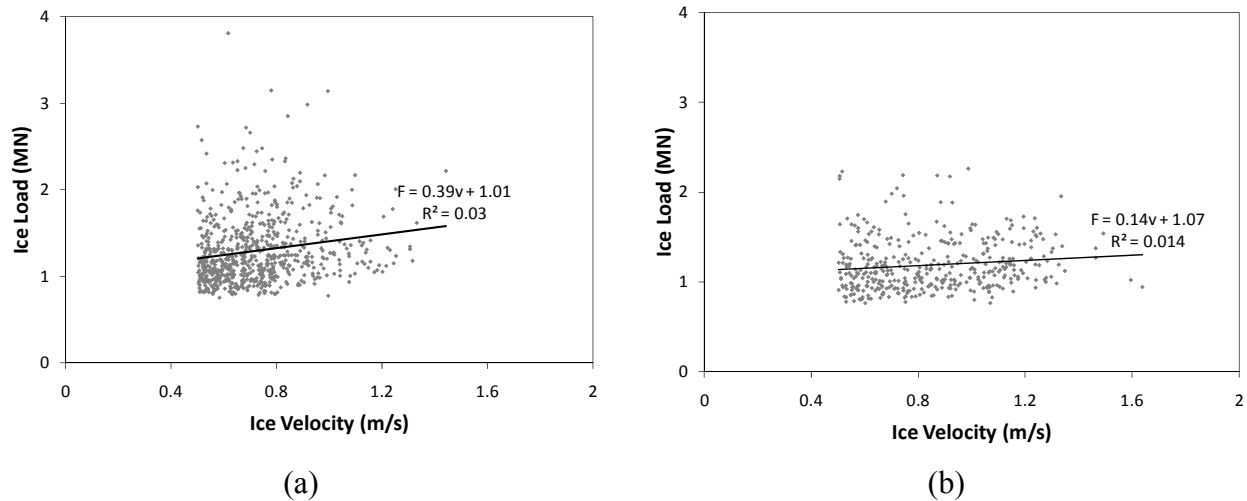 4
3
2
1
0
Ice Load (MN)
F = 0.39v + 1.01
R² = 0.03
0 0.4 0.8 1.2 1.6 2
Ice Velocity (m/s)
(a)
4
3
2
1
0
Ice Load (MN)
F = 0.14v + 1.07
R² = 0.014
0 0.4 0.8 1.2 1.6 2
Ice Velocity (m/s)
(b)